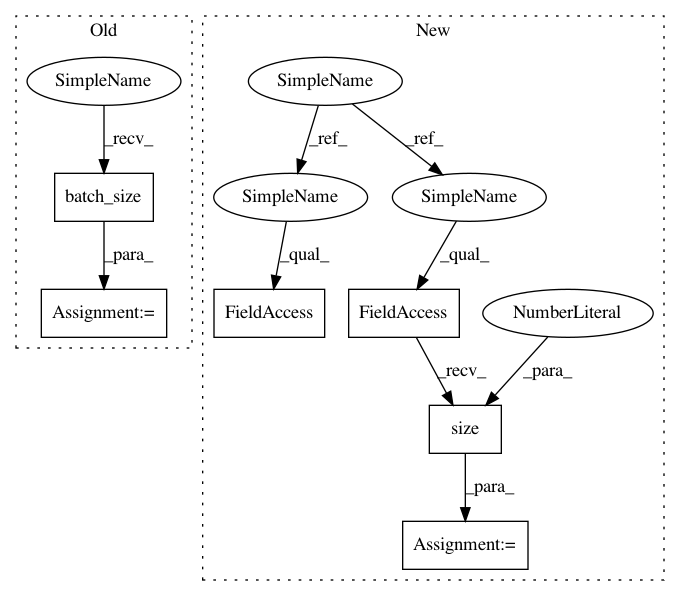 Old
New
SimpleName
SimpleName
_recv_
_ref_
_ref_
batch_size
SimpleName
SimpleName
_para_
_qual_
_qual_
Assignment:=
FieldAccess
FieldAccess
NumberLiteral
_recv_
_para_
size
_para_
Assignment:=